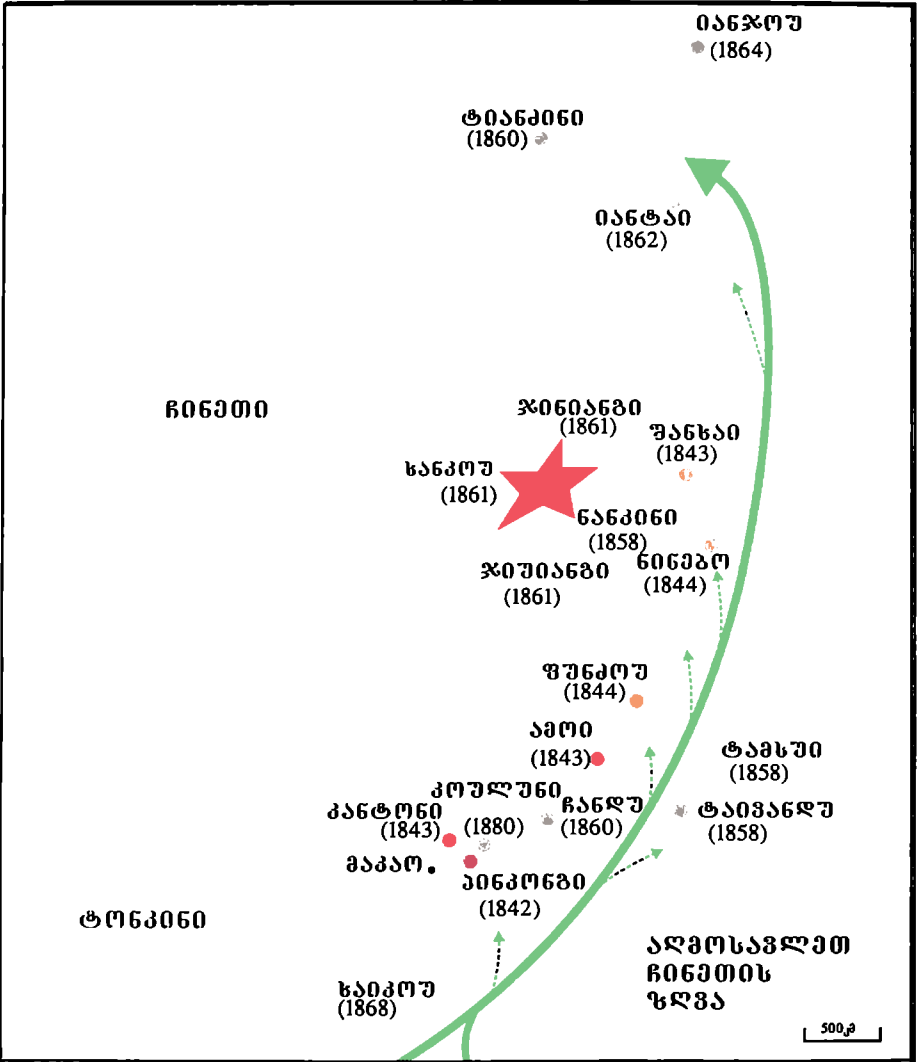 იანჯოუ
(1864)
ტიანძინი
(1860)
იანტაი
(1862)
ჩინეთი
ჯინიანგი
(1861)
შანხაი
(1843)
ხანკოუ
(1861)
ნანკინი
(1858)
ნინგბო
(1844)
ჯიუიანგი
(1861)
ფუნძოუ
(1844)
ამოი
(1843)
ტამსუი
(1858)
კოულუნი
(1880)
ჩანდუ
(1860)
კანტონი
(1843)
ტაივანდუ
(1858)
მაკაო
ჰინკონგი
(1842)
ტონკინი
აღმოსავლეთ
ჩინეთის
ზღვა
ხაიკოუ
(1868)
500კმ